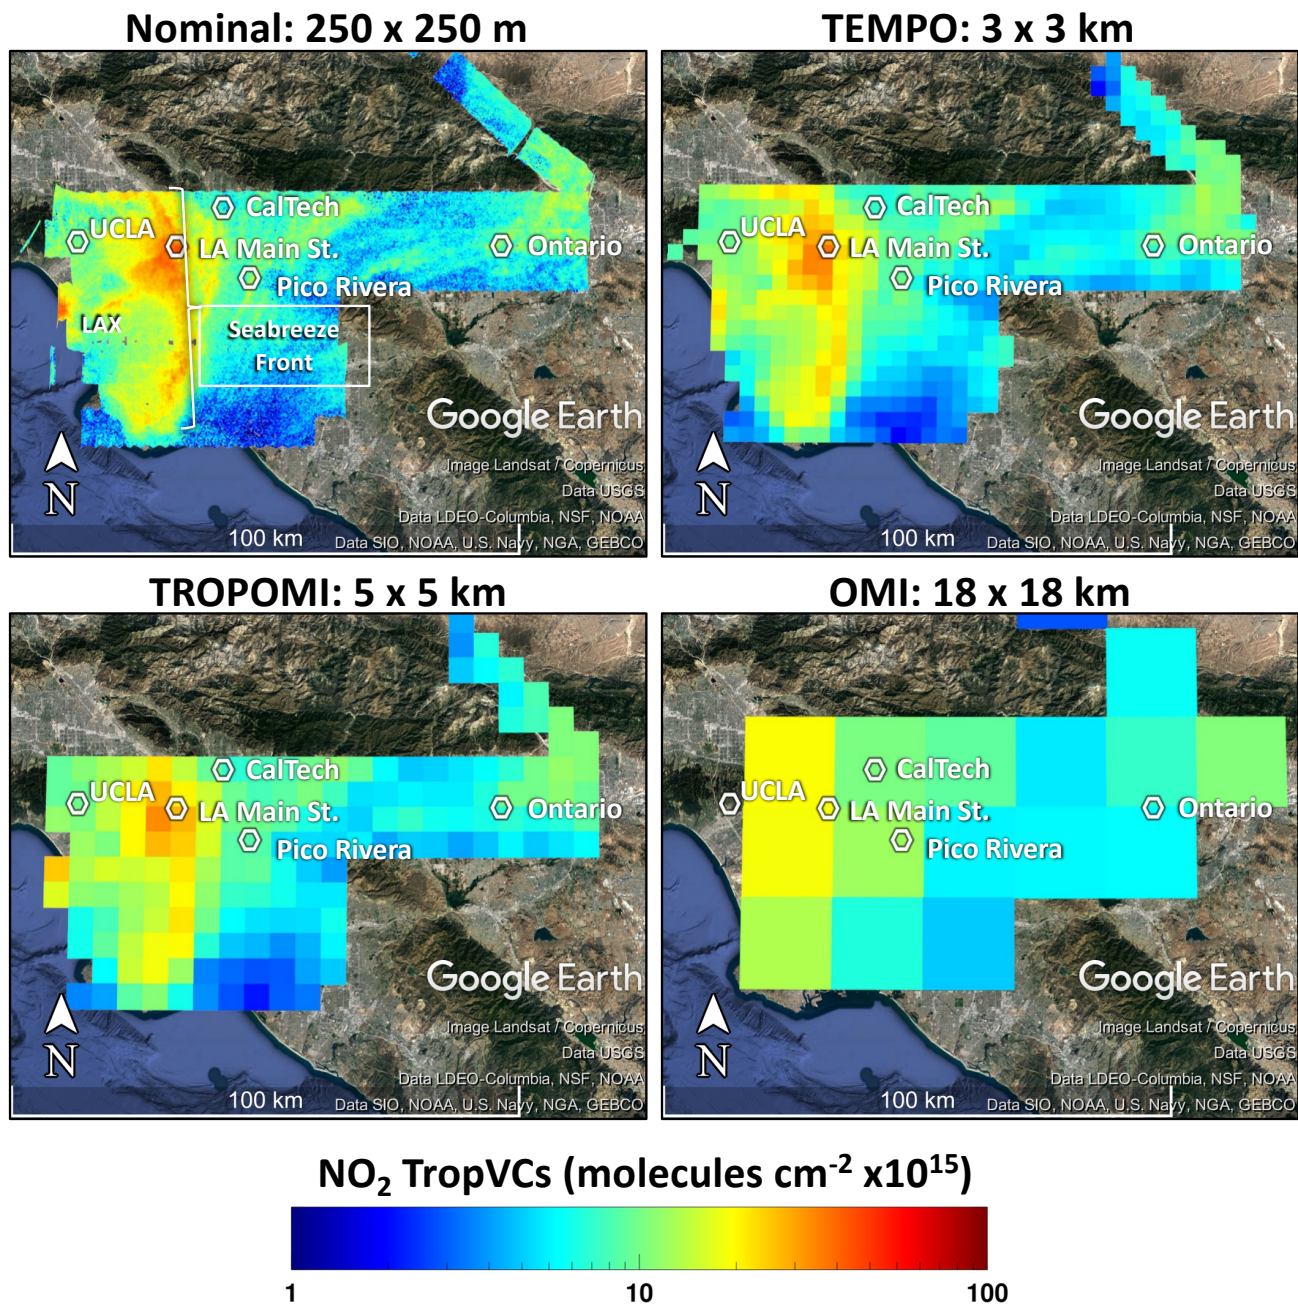 Nominal: 250 x 250 m
UCLA
CalTech
LA Main St.
Ontario
Pico Rivera
LAX
Seabreeze
Front
Google Earth
Image Landsat / Copernicus
Data USGS
Data LDEO-Columbia, NSF, NOAA
Data SIO, NOAA, U.S. Navy, NGA, GEBCO
N
100 km
TEMPO: 3 x 3 km
UCLA
CalTech
LA Main St.
Ontario
Pico Rivera
Google Earth
Image Landsat / Copernicus
Data USGS
Data LDEO-Columbia, NSF, NOAA
Data SIO, NOAA, U.S. Navy, NGA, GEBCO
N
100 km
TROPOMI: 5 x 5 km
UCLA
CalTech
LA Main St.
Ontario
Pico Rivera
Google Earth
Image Landsat / Copernicus
Data USGS
Data LDEO-Columbia, NSF, NOAA
Data SIO, NOAA, U.S. Navy, NGA, GEBCO
N
100 km
OMI: 18 x 18 km
UCLA
CalTech
LA Main St.
Ontario
Pico Rivera
Google Earth
Image Landsat / Copernicus
Data USGS
Data LDEO-Columbia, NSF, NOAA
Data SIO, NOAA, U.S. Navy, NGA, GEBCO
N
100 km
NO₂ TropVCs (molecules cm⁻² x10¹⁵)
1 10 100